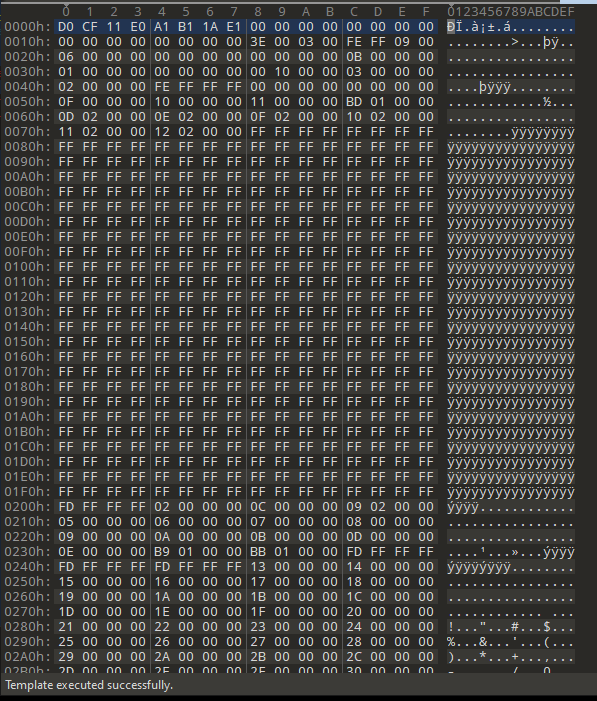 0 1 2 3 4 5 6 7 8 9 A B C D E F 0123456789ABCDEF
0000h: D0 CF 11 E0 A1 B1 1A E1 00 00 00 00 00 00 00 00 ÐÏ.à¡±.á........
0010h: 00 00 00 00 00 00 00 00 3E 00 03 00 FE FF 09 00 ........>...þÿ..
0020h: 06 00 00 00 00 00 00 00 00 00 00 00 0B 00 00 00 ................
0030h: 01 00 00 00 00 00 00 00 00 10 00 00 03 00 00 00 ................
0040h: 02 00 00 00 FE FF FF FF 00 00 00 00 00 00 00 00 ....þÿÿÿ........
0050h: 0F 00 00 00 10 00 00 00 11 00 00 00 BD 01 00 00 ............½...
0060h: 0D 02 00 00 0E 02 00 00 0F 02 00 00 10 02 00 00 ................
0070h: 11 02 00 00 12 02 00 00 FF FF FF FF FF FF FF FF ........ÿÿÿÿÿÿÿÿ
0080h: FF FF FF FF FF FF FF FF FF FF FF FF FF FF FF FF ÿÿÿÿÿÿÿÿÿÿÿÿÿÿÿÿ
0090h: FF FF FF FF FF FF FF FF FF FF FF FF FF FF FF FF ÿÿÿÿÿÿÿÿÿÿÿÿÿÿÿÿ
00A0h: FF FF FF FF FF FF FF FF FF FF FF FF FF FF FF FF ÿÿÿÿÿÿÿÿÿÿÿÿÿÿÿÿ
00B0h: FF FF FF FF FF FF FF FF FF FF FF FF FF FF FF FF ÿÿÿÿÿÿÿÿÿÿÿÿÿÿÿÿ
00C0h: FF FF FF FF FF FF FF FF FF FF FF FF FF FF FF FF ÿÿÿÿÿÿÿÿÿÿÿÿÿÿÿÿ
00D0h: FF FF FF FF FF FF FF FF FF FF FF FF FF FF FF FF ÿÿÿÿÿÿÿÿÿÿÿÿÿÿÿÿ
00E0h: FF FF FF FF FF FF FF FF FF FF FF FF FF FF FF FF ÿÿÿÿÿÿÿÿÿÿÿÿÿÿÿÿ
00F0h: FF FF FF FF FF FF FF FF FF FF FF FF FF FF FF FF ÿÿÿÿÿÿÿÿÿÿÿÿÿÿÿÿ
0100h: FF FF FF FF FF FF FF FF FF FF FF FF FF FF FF FF ÿÿÿÿÿÿÿÿÿÿÿÿÿÿÿÿ
0110h: FF FF FF FF FF FF FF FF FF FF FF FF FF FF FF FF ÿÿÿÿÿÿÿÿÿÿÿÿÿÿÿÿ
0120h: FF FF FF FF FF FF FF FF FF FF FF FF FF FF FF FF ÿÿÿÿÿÿÿÿÿÿÿÿÿÿÿÿ
0130h: FF FF FF FF FF FF FF FF FF FF FF FF FF FF FF FF ÿÿÿÿÿÿÿÿÿÿÿÿÿÿÿÿ
0140h: FF FF FF FF FF FF FF FF FF FF FF FF FF FF FF FF ÿÿÿÿÿÿÿÿÿÿÿÿÿÿÿÿ
0150h: FF FF FF FF FF FF FF FF FF FF FF FF FF FF FF FF ÿÿÿÿÿÿÿÿÿÿÿÿÿÿÿÿ
0160h: FF FF FF FF FF FF FF FF FF FF FF FF FF FF FF FF ÿÿÿÿÿÿÿÿÿÿÿÿÿÿÿÿ
0170h: FF FF FF FF FF FF FF FF FF FF FF FF FF FF FF FF ÿÿÿÿÿÿÿÿÿÿÿÿÿÿÿÿ
0180h: FF FF FF FF FF FF FF FF FF FF FF FF FF FF FF FF ÿÿÿÿÿÿÿÿÿÿÿÿÿÿÿÿ
0190h: FF FF FF FF FF FF FF FF FF FF FF FF FF FF FF FF ÿÿÿÿÿÿÿÿÿÿÿÿÿÿÿÿ
01A0h: FF FF FF FF FF FF FF FF FF FF FF FF FF FF FF FF ÿÿÿÿÿÿÿÿÿÿÿÿÿÿÿÿ
01B0h: FF FF FF FF FF FF FF FF FF FF FF FF FF FF FF FF ÿÿÿÿÿÿÿÿÿÿÿÿÿÿÿÿ
01C0h: FF FF FF FF FF FF FF FF FF FF FF FF FF FF FF FF ÿÿÿÿÿÿÿÿÿÿÿÿÿÿÿÿ
01D0h: FF FF FF FF FF FF FF FF FF FF FF FF FF FF FF FF ÿÿÿÿÿÿÿÿÿÿÿÿÿÿÿÿ
01E0h: FF FF FF FF FF FF FF FF FF FF FF FF FF FF FF FF ÿÿÿÿÿÿÿÿÿÿÿÿÿÿÿÿ
01F0h: FF FF FF FF FF FF FF FF FF FF FF FF FF FF FF FF ÿÿÿÿÿÿÿÿÿÿÿÿÿÿÿÿ
0200h: FD FF FF FF 02 00 00 00 0C 00 00 00 09 02 00 00 ýÿÿÿ............
0210h: 05 00 00 00 06 00 00 00 07 00 00 00 08 00 00 00 ................
0220h: 09 00 00 00 0A 00 00 00 0B 00 00 00 0D 00 00 00 ................
0230h: 0E 00 00 00 B9 01 00 00 BB 01 00 00 FD FF FF FF ....¹...»...ýÿÿÿ
0240h: FD FF FF FF FD FF FF FF 13 00 00 00 14 00 00 00 ýÿÿÿýÿÿÿ........
0250h: 15 00 00 00 16 00 00 00 17 00 00 00 18 00 00 00 ................
0260h: 19 00 00 00 1A 00 00 00 1B 00 00 00 1C 00 00 00 ................
0270h: 1D 00 00 00 1E 00 00 00 1F 00 00 00 20 00 00 00 ............ ...
0280h: 21 00 00 00 22 00 00 00 23 00 00 00 24 00 00 00 !..."...#...$...
0290h: 25 00 00 00 26 00 00 00 27 00 00 00 28 00 00 00 %...&...'...(...
02A0h: 29 00 00 00 2A 00 00 00 2B 00 00 00 2C 00 00 00 )...*...+...,...
Template executed successfully.